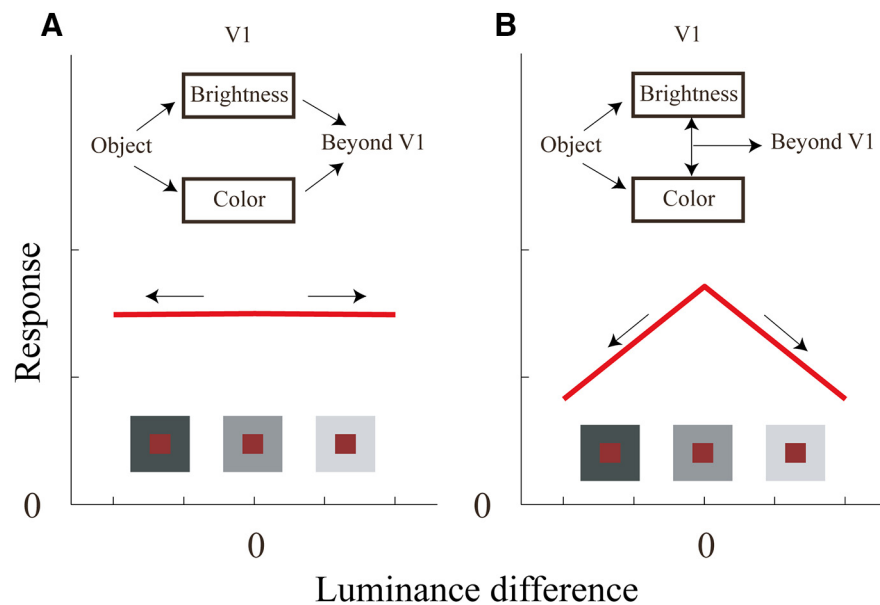 A
V1
Brightness
Object
Beyond V1
Color
B
V1
Brightness
Object
Beyond V1
Color
Response
0
0
0
0
Luminance difference